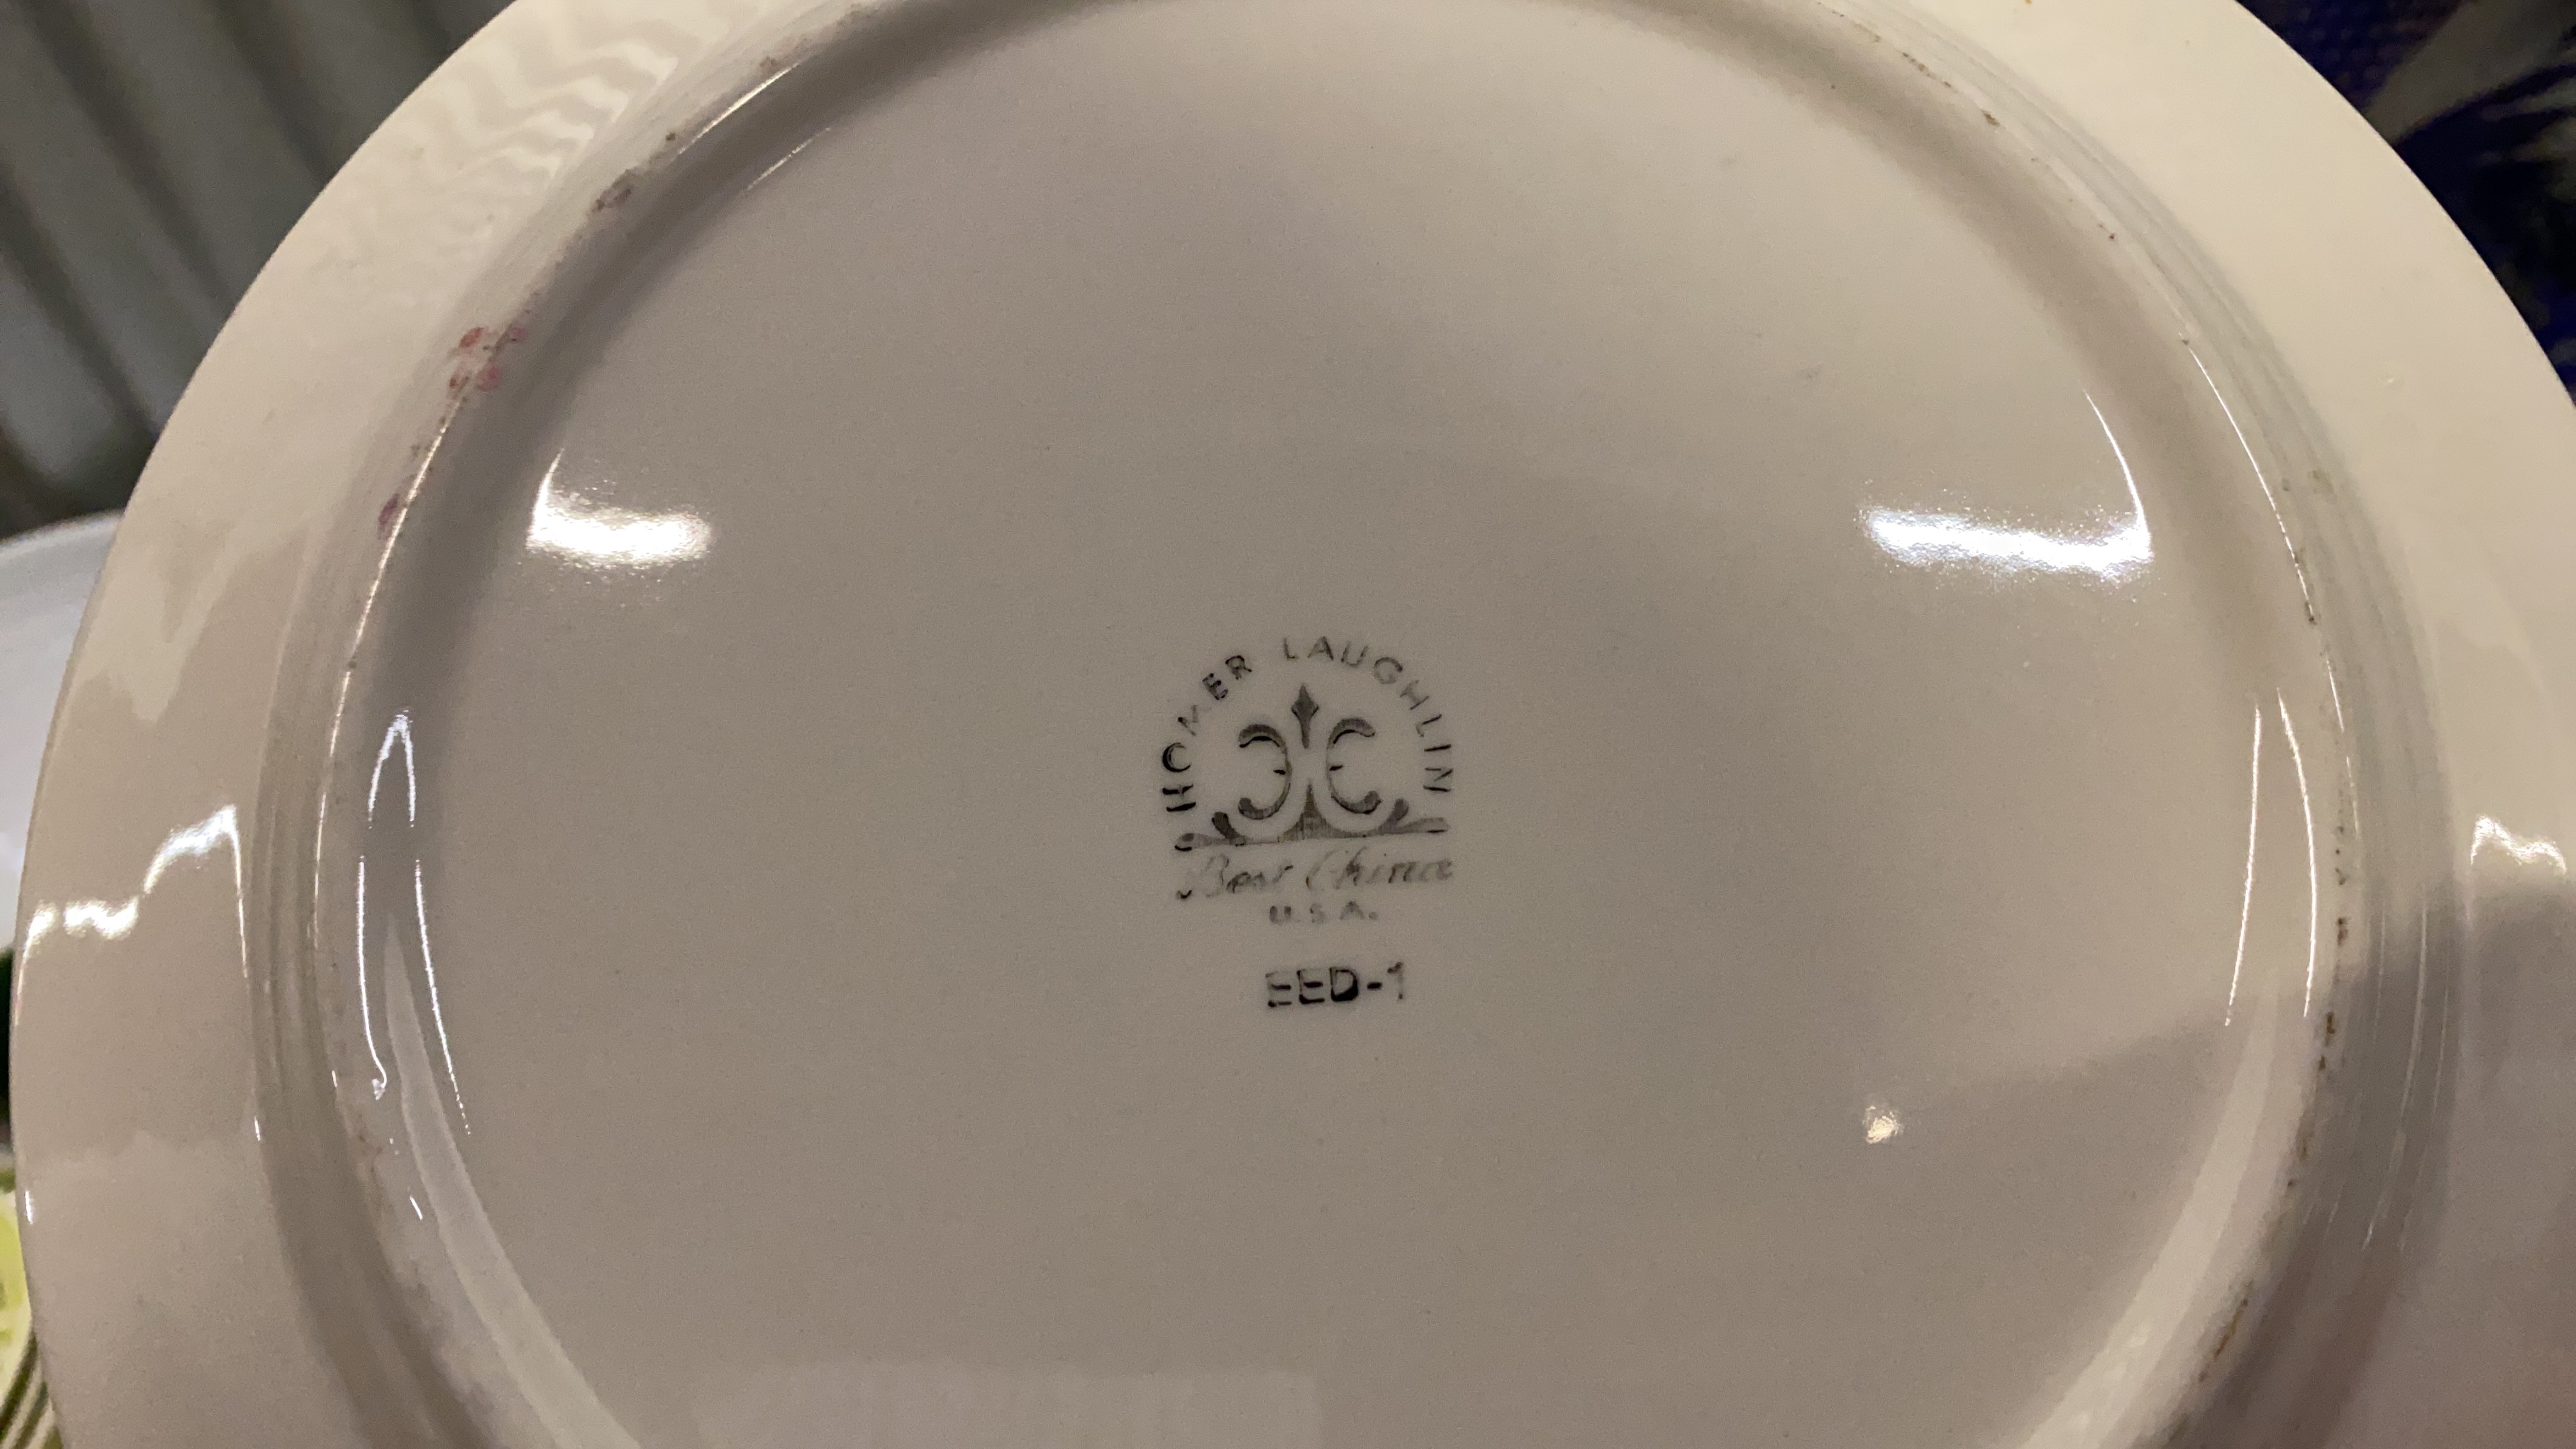 HOMER LAUGHLIN
Best China
U.S.A.
EED-1